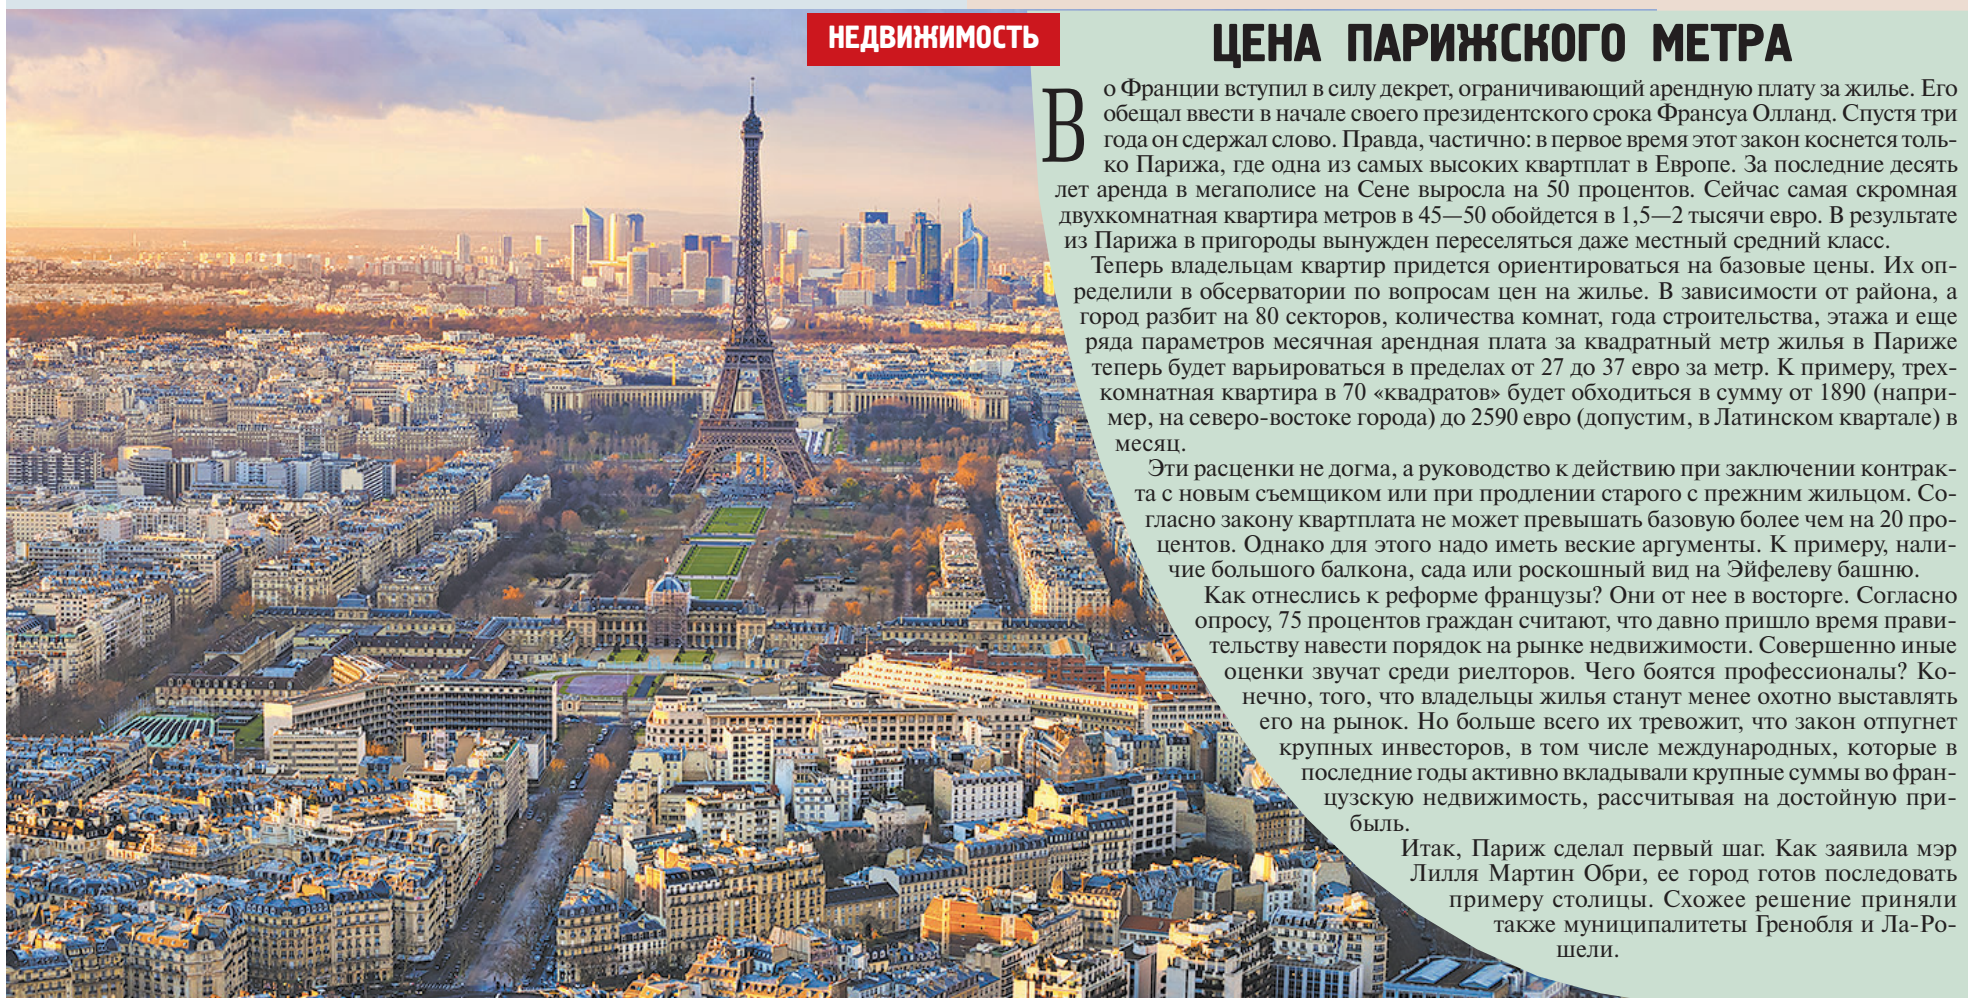 НЕДВИЖИМОСТЬ
ЦЕНА ПАРИЖСКОГО МЕТРА
Во Франции вступил в силу декрет, ограничивающий арендную плату за жилье. Его
обещал ввести в начале своего президентского срока Франсуа Олланд. Спустя три
года он сдержал слово. Правда, частично: в первое время этот закон коснется толь-
ко Парижа, где одна из самых высоких квартплат в Европе. За последние десять
лет аренда в мегаполисе на Сене выросла на 50 процентов. Сейчас самая скромная
двухкомнатная квартира метров в 45—50 обойдется в 1,5—2 тысячи евро. В результате
из Парижа в пригороды вынужден переселяться даже местный средний класс.
Теперь владельцам квартир придется ориентироваться на базовые цены. Их оп-
ределили в обсерватории по вопросам цен на жилье. В зависимости от района, а
город разбит на 80 секторов, количества комнат, года строительства, этажа и еще
ряда параметров месячная арендная плата за квадратный метр жилья в Париже
теперь будет варьироваться в пределах от 27 до 37 евро за метр. К примеру, трех-
комнатная квартира в 70 «квадратов» будет обходиться в сумму от 1890 (напри-
мер, на северо-востоке города) до 2590 евро (допустим, в Латинском квартале) в
месяц.
Эти расценки не догма, а руководство к действию при заключении контрак-
та с новым съемщиком или при продлении старого с прежним жильцом. Со-
гласно закону квартплата не может превышать базовую более чем на 20 про-
центов. Однако для этого надо иметь веские аргументы. К примеру, нали-
чие большого балкона, сада или роскошный вид на Эйфелеву башню.
Как отнеслись к реформе французы? Они от нее в восторге. Согласно
опросу, 75 процентов граждан считают, что давно пришло время прави-
тельству навести порядок на рынке недвижимости. Совершенно иные
оценки звучат среди риелторов. Чего боятся профессионалы? Ко-
нечно, того, что владельцы жилья станут менее охотно выставлять
его на рынок. Но больше всего их тревожит, что закон отпугнет
крупных инвесторов, в том числе международных, которые в
последние годы активно вкладывали крупные суммы во фран-
цузскую недвижимость, рассчитывая на достойную при-
быль.
Итак, Париж сделал первый шаг. Как заявила мэр
Лилля Мартин Обри, ее город готов последовать
примеру столицы. Схожее решение приняли
также муниципалитеты Гренобля и Ла-Ро-
шели.